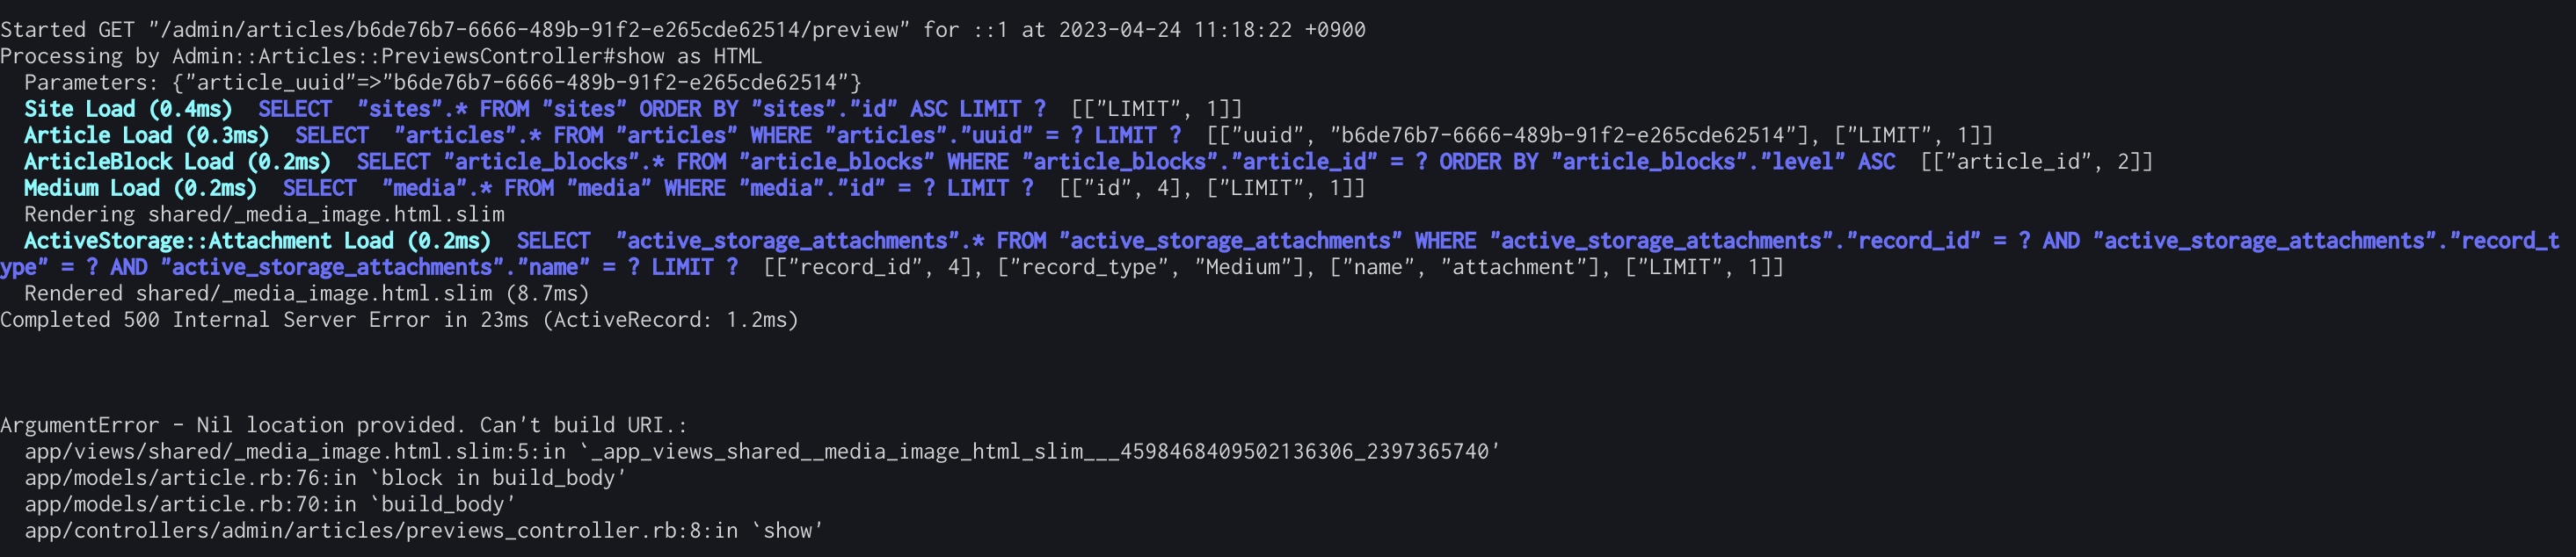 Started GET "/admin/articles/b6de76b7-6666-489b-91f2-e265cde62514/preview" for ::1 at 2023-04-24 11:18:22 +0900
Processing by Admin::Articles::PreviewsController#show as HTML
  Parameters: {"article_uuid"=>"b6de76b7-6666-489b-91f2-e265cde62514"}
  Site Load (0.4ms)  SELECT  "sites".* FROM "sites" ORDER BY "sites"."id" ASC LIMIT ?  [["LIMIT", 1]]
  Article Load (0.3ms)  SELECT  "articles".* FROM "articles" WHERE "articles"."uuid" = ? LIMIT ?  [["uuid", "b6de76b7-6666-489b-91f2-e265cde62514"], ["LIMIT", 1]]
  ArticleBlock Load (0.2ms)  SELECT "article_blocks".* FROM "article_blocks" WHERE "article_blocks"."article_id" = ? ORDER BY "article_blocks"."level" ASC  [["article_id", 2]]
  Medium Load (0.2ms)  SELECT  "media".* FROM "media" WHERE "media"."id" = ? LIMIT ?  [["id", 4], ["LIMIT", 1]]
  Rendering shared/_media_image.html.slim
  ActiveStorage::Attachment Load (0.2ms)  SELECT  "active_storage_attachments".* FROM "active_storage_attachments" WHERE "active_storage_attachments"."record_id" = ? AND "active_storage_attachments"."record_t
ype" = ? AND "active_storage_attachments"."name" = ? LIMIT ?  [["record_id", 4], ["record_type", "Medium"], ["name", "attachment"], ["LIMIT", 1]]
  Rendered shared/_media_image.html.slim (8.7ms)
Completed 500 Internal Server Error in 23ms (ActiveRecord: 1.2ms)
ArgumentError - Nil location provided. Can't build URI.:
  app/views/shared/_media_image.html.slim:5:in `_app_views_shared__media_image_html_slim___4598468409502136306_2397365740'
  app/models/article.rb:76:in `block in build_body'
  app/models/article.rb:70:in `build_body'
  app/controllers/admin/articles/previews_controller.rb:8:in `show'